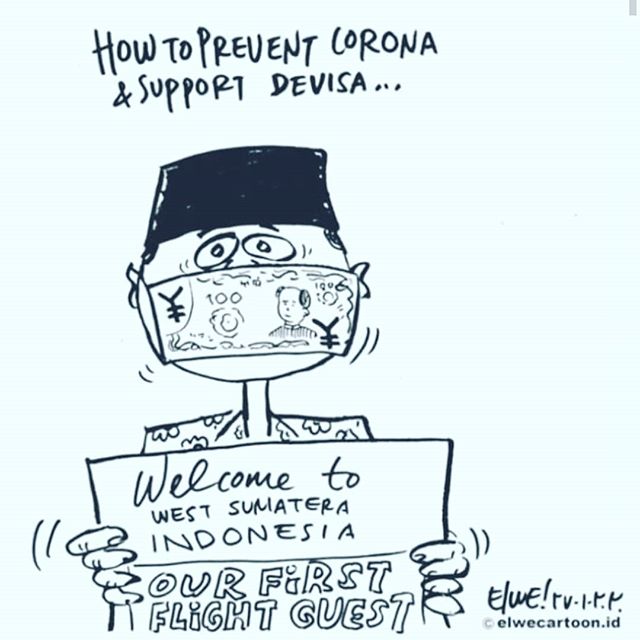 HOW TO PREVENT CORONA
& SUPPORT DEVISA...
¥ 100 100
¥
Welcome to
WEST SUMATERA
INDONESIA
OUR FIRST
FLIGHT GUEST
Elwe! ٢٧-١-٢٠٢٠
© elwecartoon.id